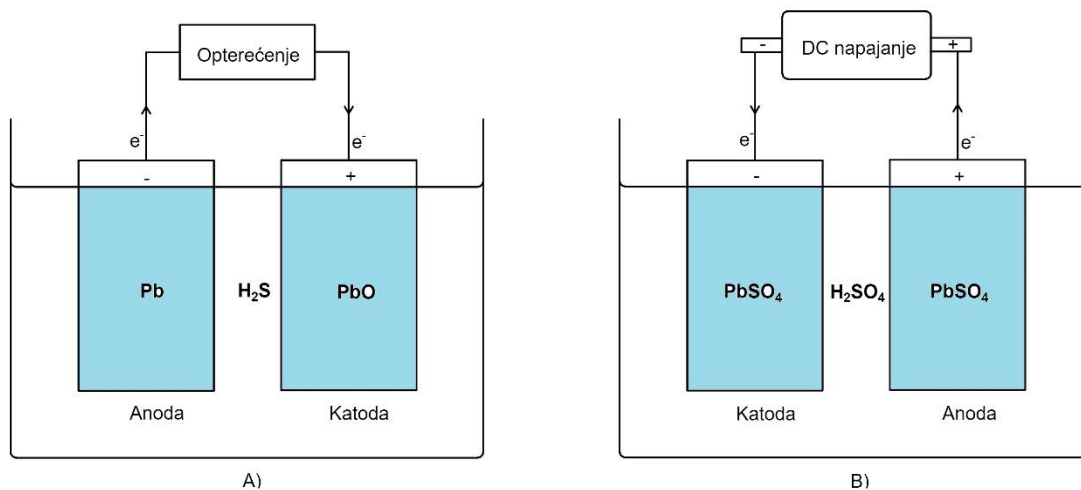 Opterećenje
e⁻
e⁻
-
+
Pb
H₂S
PbO
Anoda
Katoda
A)
-
DC napajanje
+
e⁻
e⁻
-
+
PbSO₄
H₂SO₄
PbSO₄
Katoda
Anoda
B)